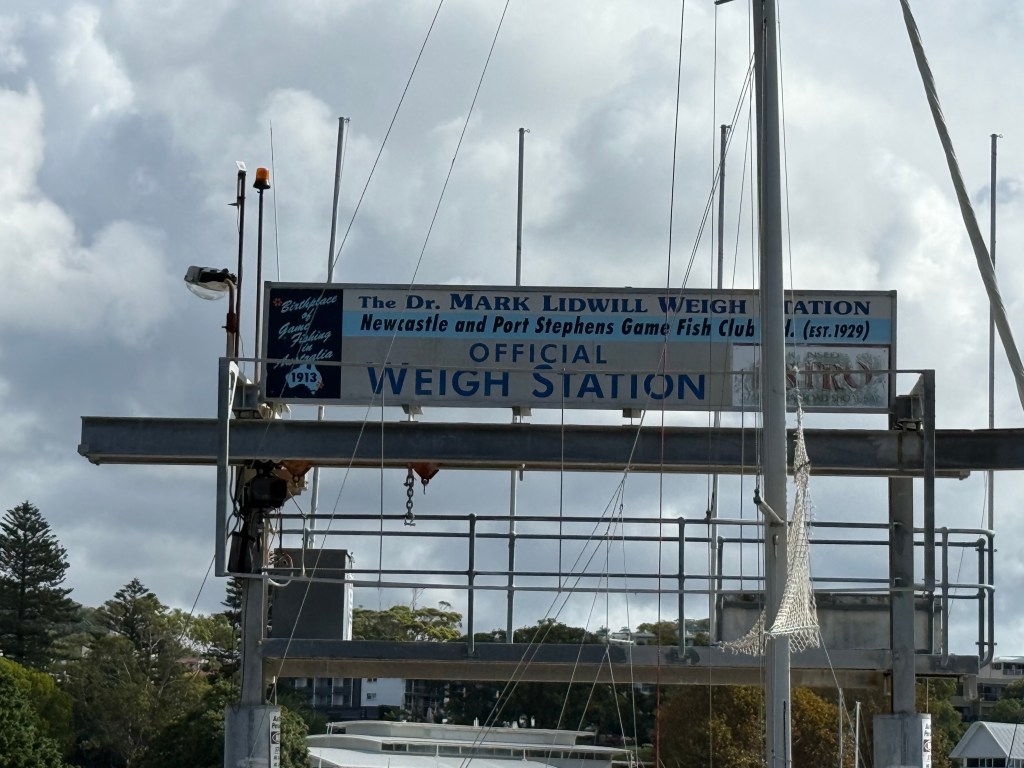 Birthplace
of
Game
Fishing
in
Australia
1913
The Dr. Mark Lidwill Weigh Station
Newcastle and Port Stephens Game Fish Club (EST.1929)
OFFICIAL
WEIGH STATION